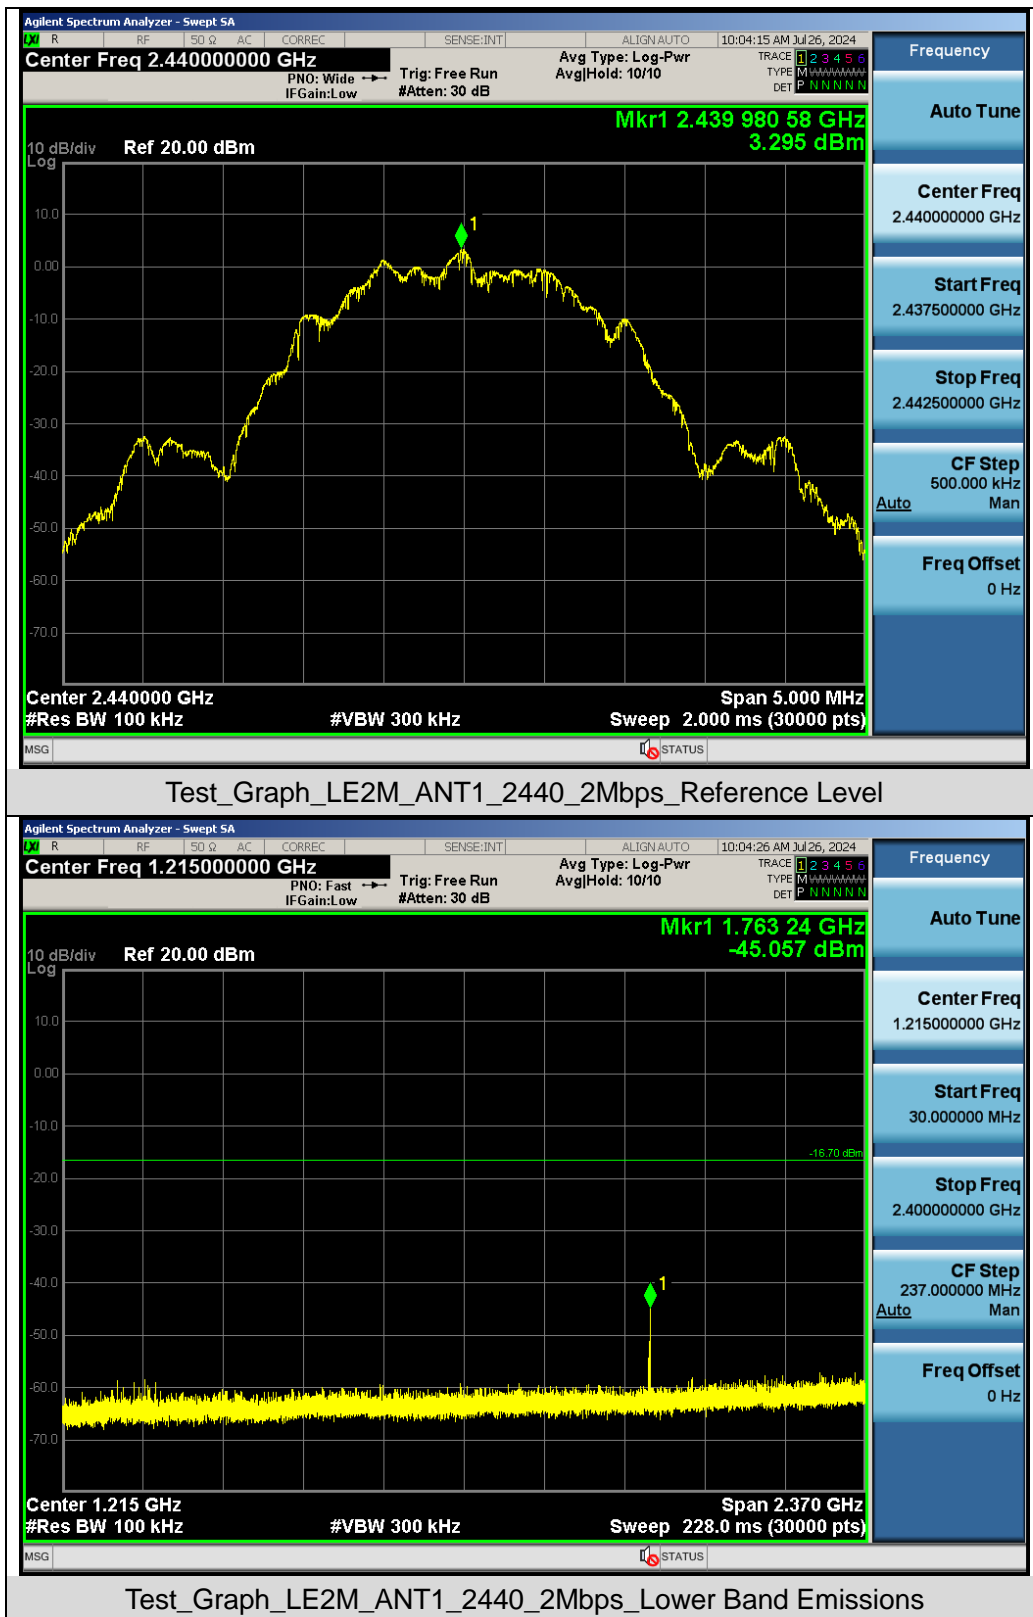 Agilent Spectrum Analyzer - Swept SA
LXI R RF 50 Ω AC CORREC SENSE:INT ALIGN AUTO 10:04:15 AM Jul 26, 2024
Center Freq 2.440000000 GHz
PNO: Wide
IFGain:Low
Trig: Free Run
#Atten: 30 dB
Avg Type: Log-Pwr
Avg|Hold: 10/10
TRACE 1 2 3 4 5 6
TYPE M
DET P N N N N N
Mkr1 2.439 980 58 GHz
3.295 dBm
10 dB/div Ref 20.00 dBm
Log
1
10.0
0.00
-10.0
-20.0
-30.0
-40.0
-50.0
-60.0
-70.0
Center 2.440000 GHz Span 5.000 MHz
#Res BW 100 kHz #VBW 300 kHz Sweep 2.000 ms (30000 pts)
MSG STATUS
Frequency
Auto Tune
Center Freq
2.440000000 GHz
Start Freq
2.437500000 GHz
Stop Freq
2.442500000 GHz
CF Step
500.000 kHz
Auto Man
Freq Offset
0 Hz
Test_Graph_LE2M_ANT1_2440_2Mbps_Reference Level
Agilent Spectrum Analyzer - Swept SA
LXI R RF 50 Ω AC CORREC SENSE:INT ALIGN AUTO 10:04:26 AM Jul 26, 2024
Center Freq 1.215000000 GHz
PNO: Fast
IFGain:Low
Trig: Free Run
#Atten: 30 dB
Avg Type: Log-Pwr
Avg|Hold: 10/10
TRACE 1 2 3 4 5 6
TYPE M
DET P N N N N N
Mkr1 1.763 24 GHz
-45.057 dBm
10 dB/div Ref 20.00 dBm
Log
10.0
0.00
-10.0
-16.70 dBm
-20.0
-30.0
-40.0
1
-50.0
-60.0
-70.0
Center 1.215 GHz Span 2.370 GHz
#Res BW 100 kHz #VBW 300 kHz Sweep 228.0 ms (30000 pts)
MSG STATUS
Frequency
Auto Tune
Center Freq
1.215000000 GHz
Start Freq
30.000000 MHz
Stop Freq
2.400000000 GHz
CF Step
237.000000 MHz
Auto Man
Freq Offset
0 Hz
Test_Graph_LE2M_ANT1_2440_2Mbps_Lower Band Emissions